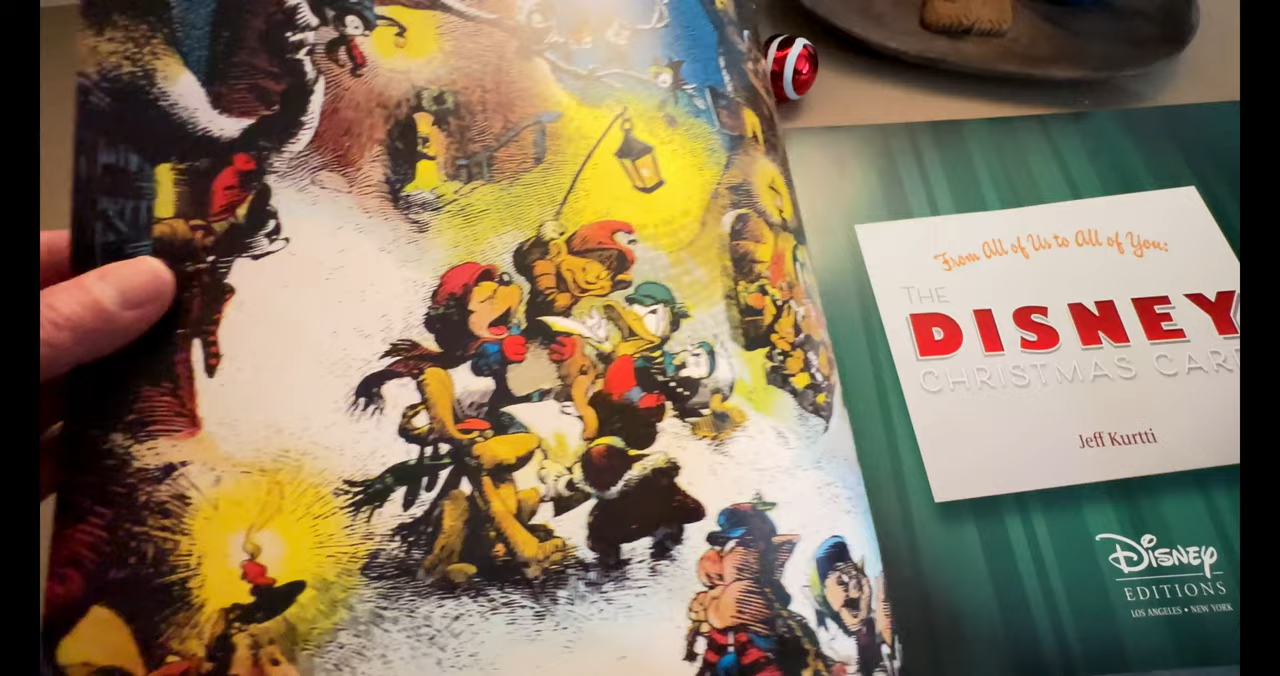 From All of Us to All of You:
THE
DISNEY
CHRISTMAS CAR
Jeff Kurtti
Disney
EDITIONS
LOS ANGELES • NEW YORK